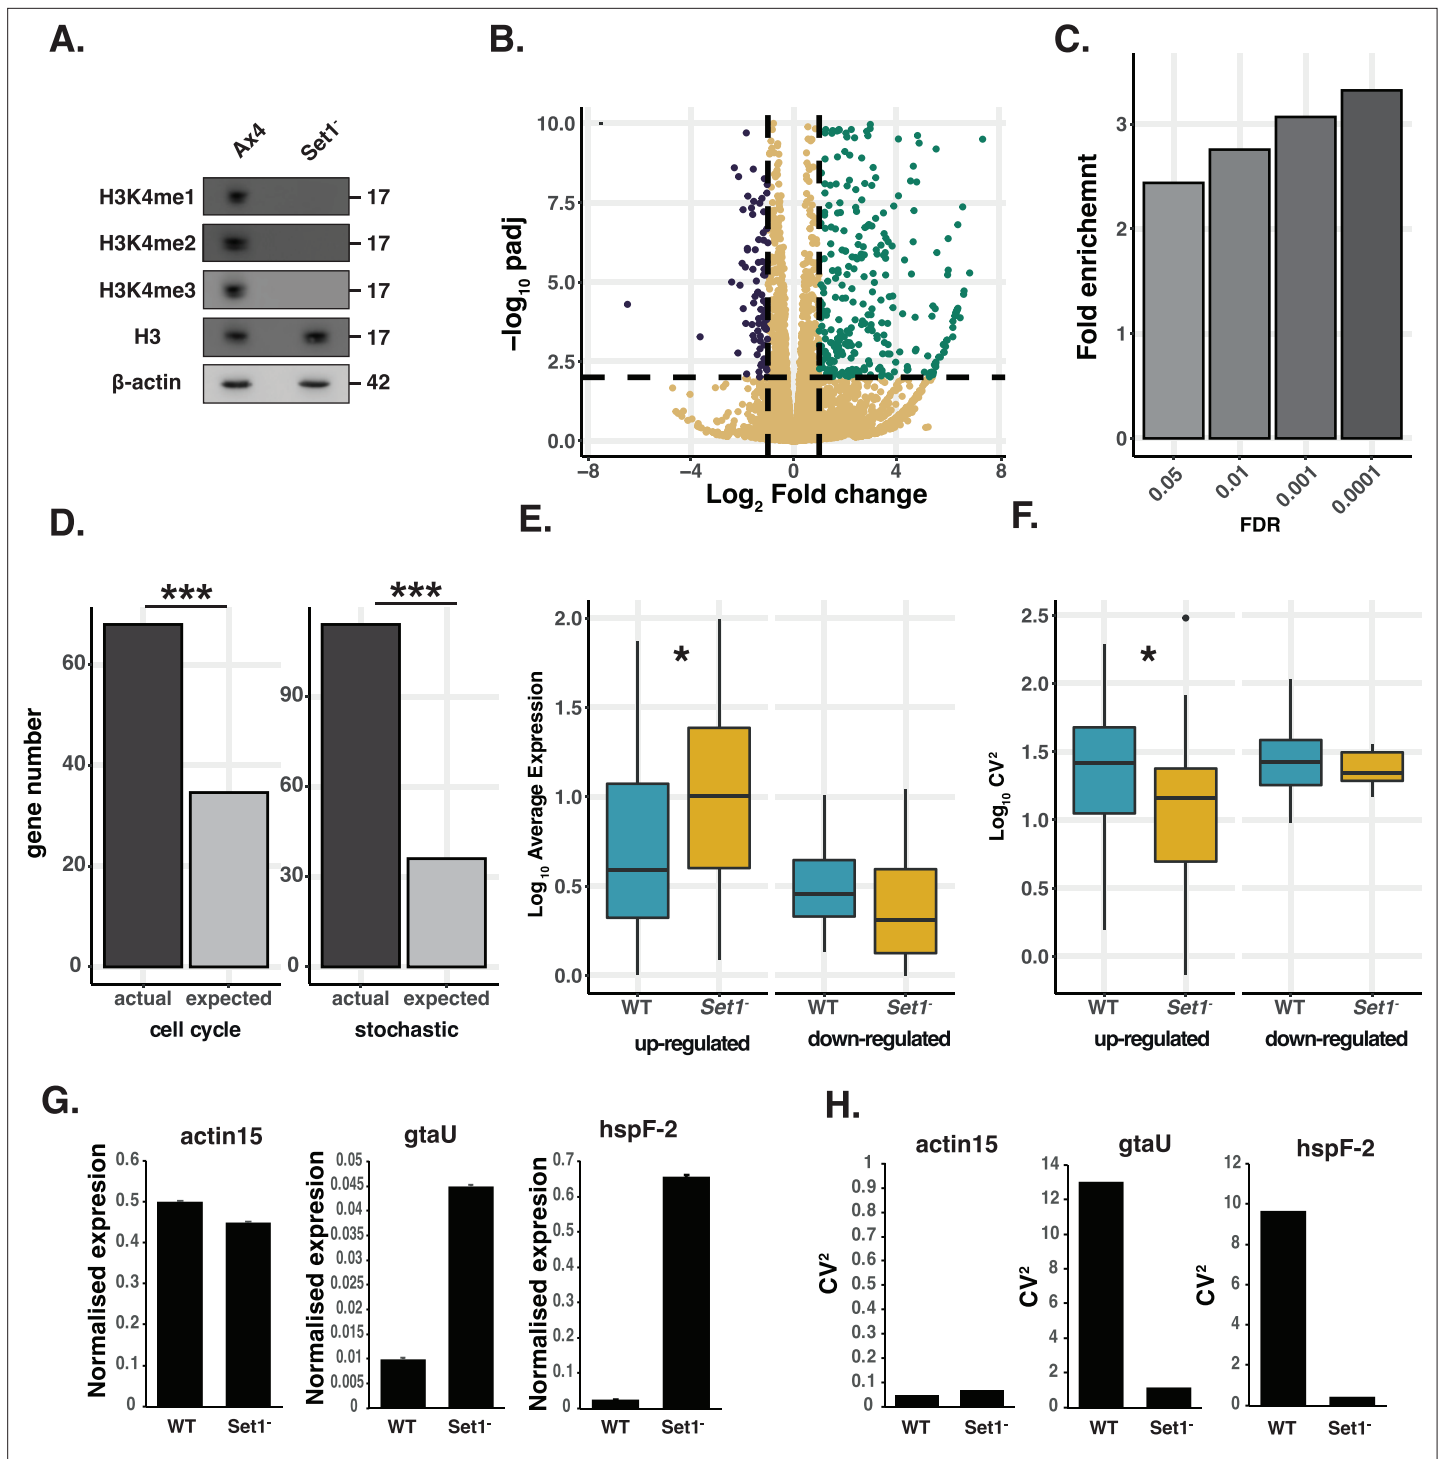 A.
Ax4 Set1-
H3K4me1 17
H3K4me2 17
H3K4me3 17
H3 17
β-actin 42
B.
−log10 padj
10.0
7.5
5.0
2.5
0.0
−8 −4 0 4 8
Log2 Fold change
C.
Fold enrichemnt
3
2
1
0
0.05 0.01 0.001 0.0001
FDR
D.
gene number
*** ***
60
40
20
0
90
60
30
0
actual expected actual expected
cell cycle stochastic
E.
Log10 Average Expression
2.0
1.5
1.0
0.5
0.0
*
WT Set1- WT Set1-
up-regulated down-regulated
F.
Log10 CV2
2.5
2.0
1.5
1.0
0.5
0.0
*
WT Set1- WT Set1-
up-regulated down-regulated
G.
actin15
Normalised expresion
0.6
0.5
0.4
0.3
0.2
0.1
0
WT Set1-
gtaU
Normalised expresion
0.05
0.045
0.04
0.035
0.03
0.025
0.02
0.015
0.01
0.005
0
WT Set1-
hspF-2
Normalised expresion
0.7
0.6
0.5
0.4
0.3
0.2
0.1
0
WT Set1-
H.
actin15
CV2
1
0.9
0.8
0.7
0.6
0.5
0.4
0.3
0.2
0.1
0
WT Set1-
gtaU
CV2
14
12
10
8
6
4
2
0
WT Set1-
hspF-2
CV2
12
10
8
6
4
2
0
WT Set1-